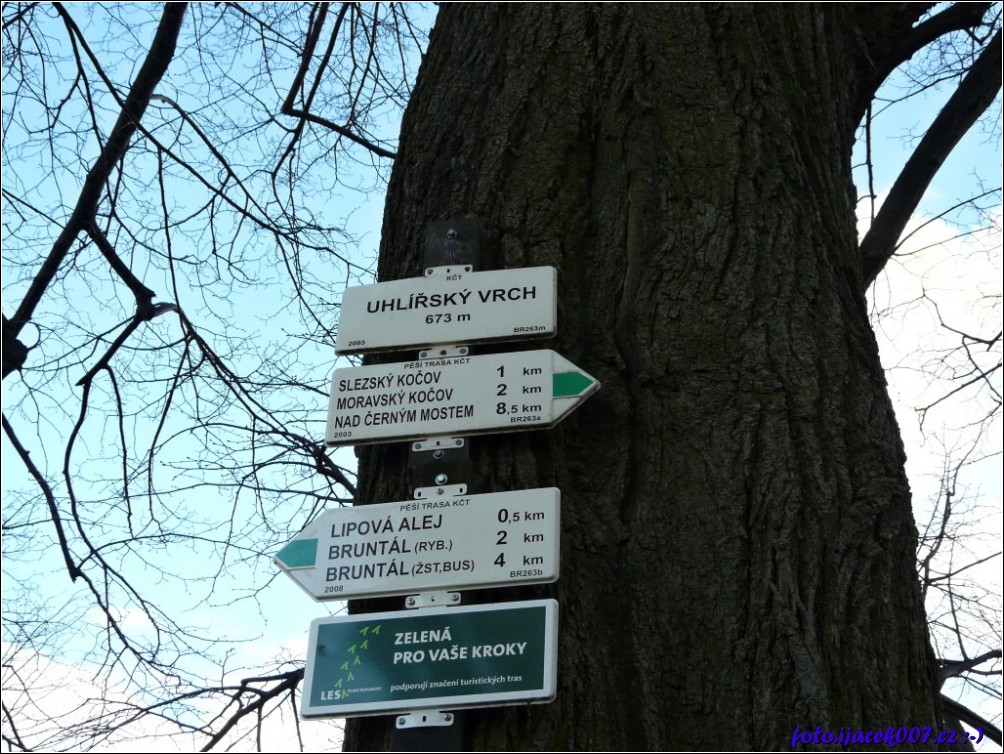 KČT
UHLÍŘSKÝ VRCH
673 m
2003 BR263m
PĚŠÍ TRASA KČT
SLEZSKÝ KOČOV 1 km
MORAVSKÝ KOČOV 2 km
NAD ČERNÝM MOSTEM 8,5 km
2003 BR263a
PĚŠÍ TRASA KČT
LIPOVÁ ALEJ 0,5 km
BRUNTÁL (RYB.) 2 km
BRUNTÁL (ŽST,BUS) 4 km
2008 BR263b
ZELENÁ
PRO VAŠE KROKY
LES podporují značení turistických tras
foto.ijacek007.cz :-)